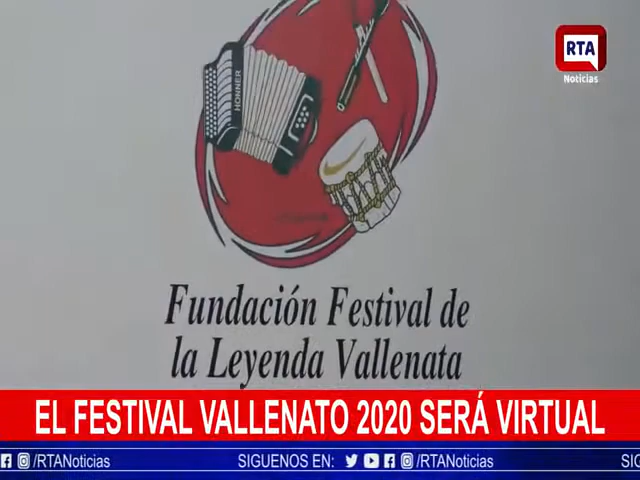 RTA
Noticias
HOHNER
Fundación Festival de
la Leyenda Vallenata
EL FESTIVAL VALLENATO 2020 SERÁ VIRTUAL
/RTANoticias SIGUENOS EN: /RTANoticias SIG